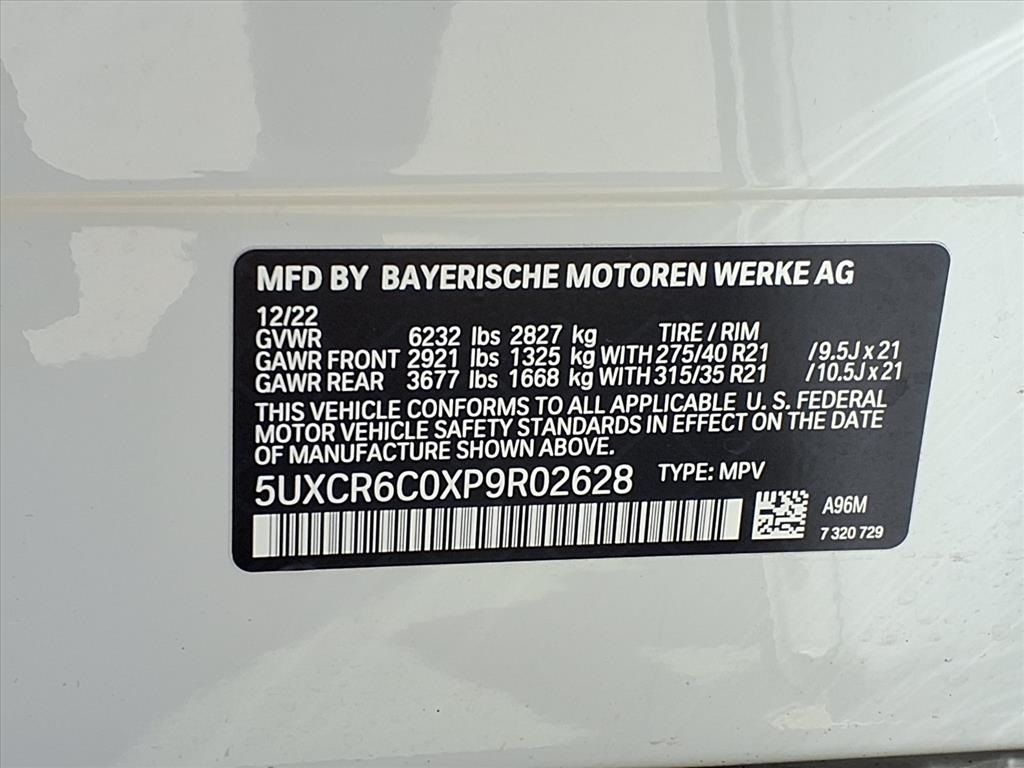 MFD BY BAYERISCHE MOTOREN WERKE AG
12/22
GVWR 6232 lbs 2827 kg TIRE / RIM
GAWR FRONT 2921 lbs 1325 kg WITH 275/40 R21 /9.5J x 21
GAWR REAR 3677 lbs 1668 kg WITH 315/35 R21 /10.5J x 21
THIS VEHICLE CONFORMS TO ALL APPLICABLE U. S. FEDERAL
MOTOR VEHICLE SAFETY STANDARDS IN EFFECT ON THE DATE
OF MANUFACTURE SHOWN ABOVE.
5UXCR6C0XP9R02628 TYPE: MPV
A96M
7 320 729